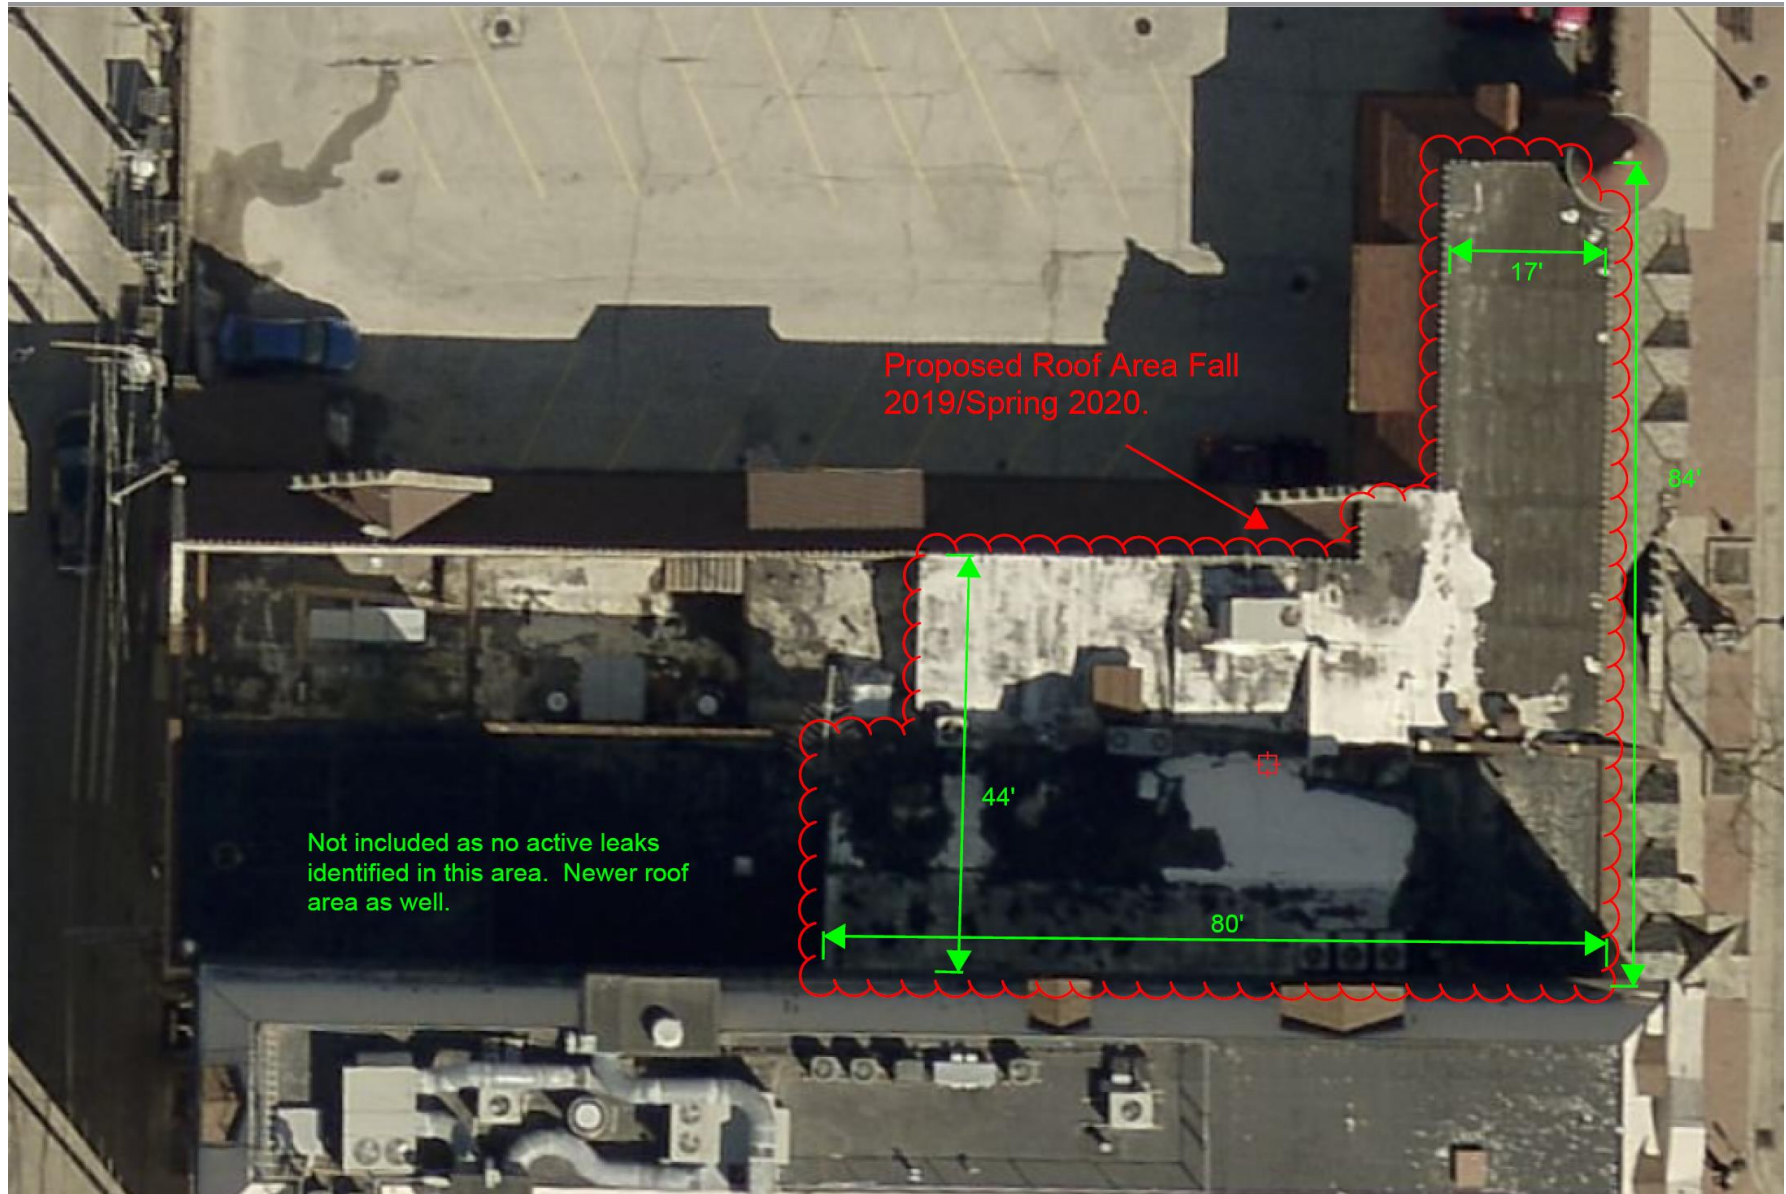 17'
Proposed Roof Area Fall
2019/Spring 2020.
84'
44'
Not included as no active leaks
identified in this area.  Newer roof
area as well.
80'